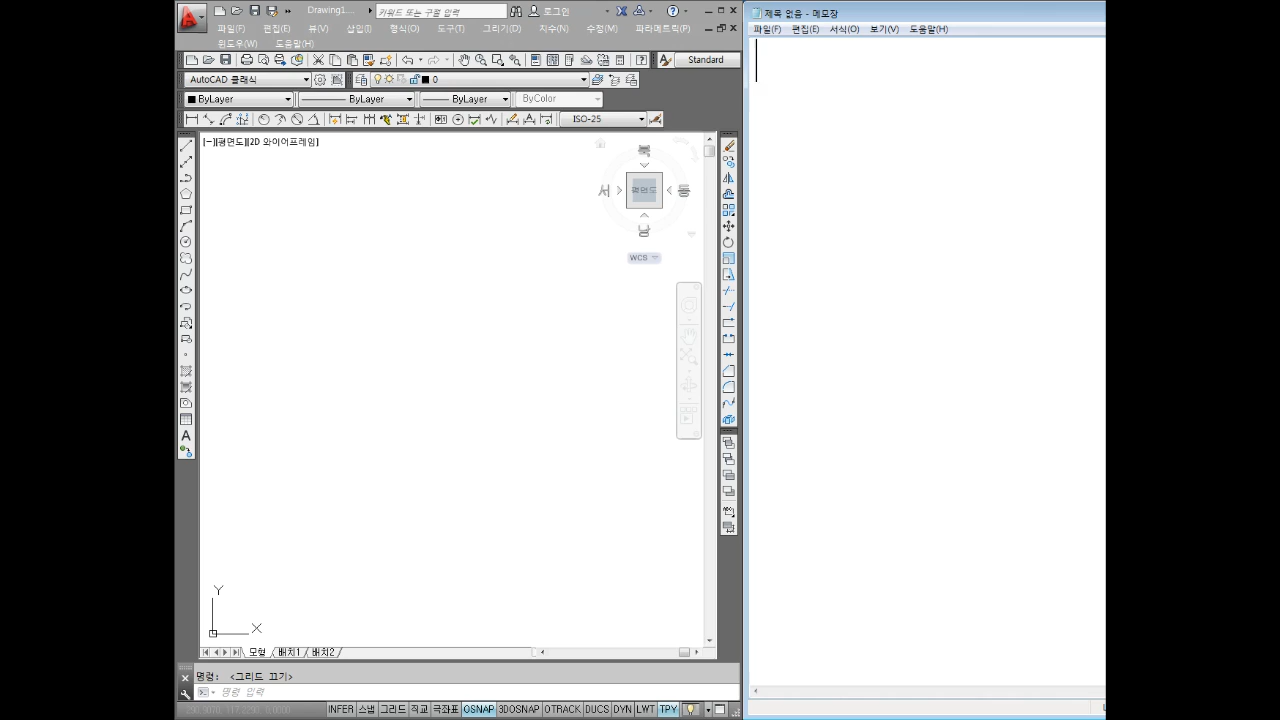 Drawing1....
키워드 또는 구절 입력
로그인
파일(F) 편집(E) 뷰(V) 삽입(I) 형식(O) 도구(T) 그리기(D) 치수(N) 수정(M) 파라메트릭(P)
윈도우(W) 도움말(H)
Standard
AutoCAD 클래식
0
ByLayer ByLayer ByLayer ByColor
ISO-25
[-][평면도][2D 와이어프레임]
북
서 평면도 동
남
WCS
Y
X
모형 배치1 배치2
명령: <그리드 끄기>
명령 입력
INFER 스냅 그리드 직교 극좌표 OSNAP 3DOSNAP OTRACK DUCS DYN LWT TPY
제목 없음 - 메모장
파일(F) 편집(E) 서식(O) 보기(V) 도움말(H)